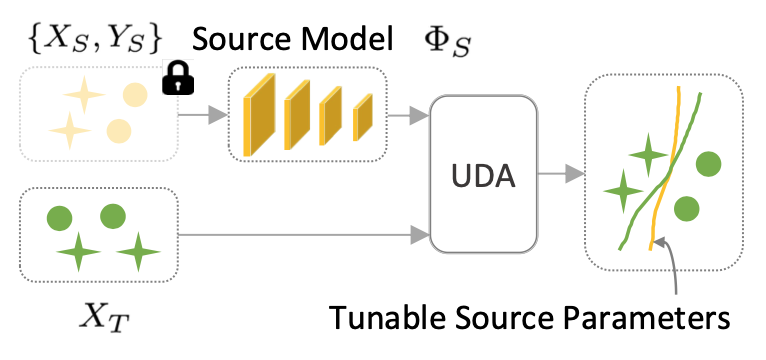 {X_S, Y_S}
Source Model
Φ_S
UDA
X_T
Tunable Source Parameters